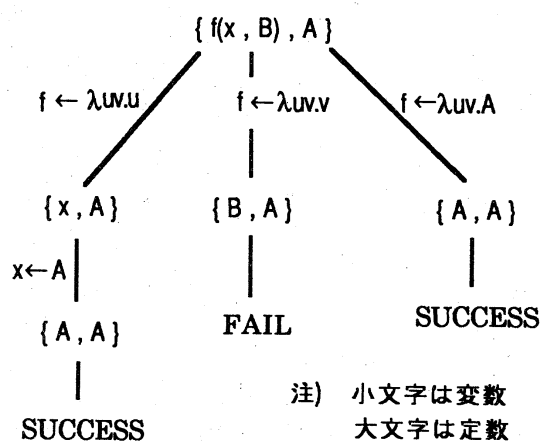 { f(x , B) , A }
f ← λuv.u
f ← λuv.v
f ← λuv.A
{ x , A }
{ B , A }
{ A , A }
x ← A
{ A , A }
FAIL
SUCCESS
SUCCESS
注) 小文字は変数
大文字は定数